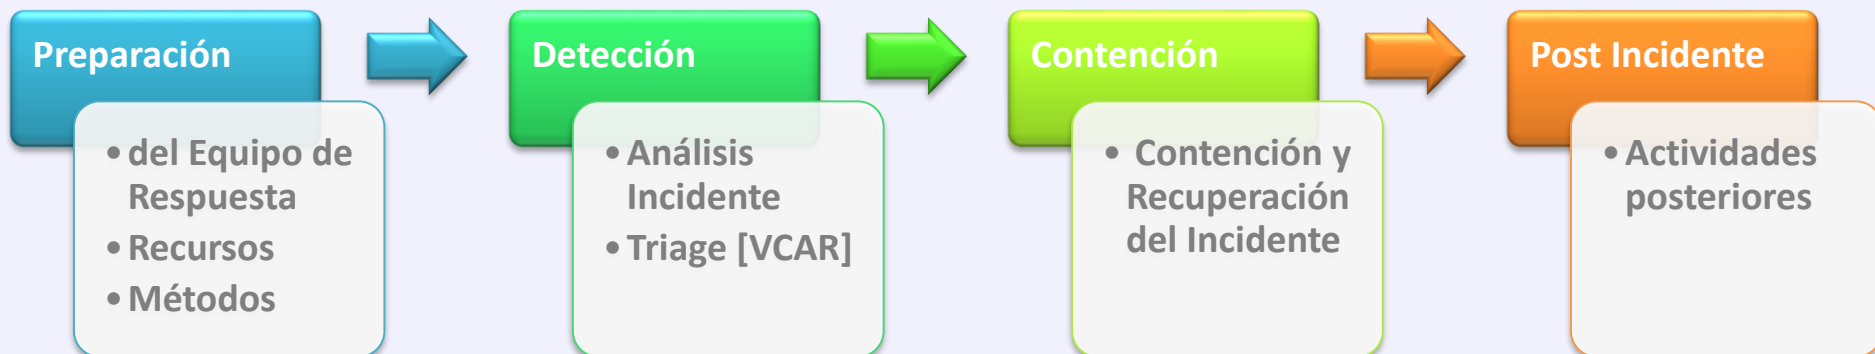 Preparación
• del Equipo de
Respuesta
• Recursos
• Métodos
Detección
• Análisis
Incidente
• Triage [VCAR]
Contención
• Contención y
Recuperación
del Incidente
Post Incidente
• Actividades
posteriores